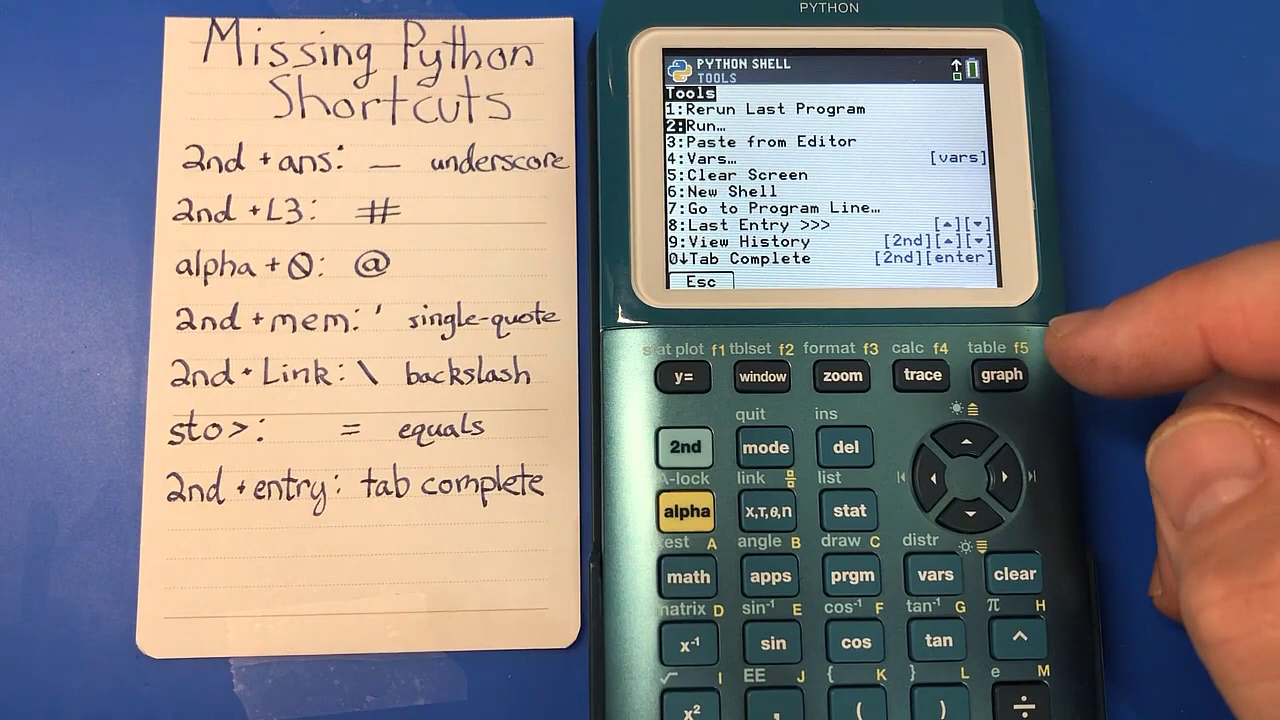 Missing Python
Shortcuts
2nd + ans: _ underscore
2nd + L3: #
alpha + 0: @
2nd + mem: ' single-quote
2nd + Link: \ backslash
sto>: = equals
2nd + entry: tab complete
PYTHON
PYTHON SHELL
TOOLS
Tools
1:Rerun Last Program
2:Run…
3:Paste from Editor
4:Vars… [vars]
5:Clear Screen
6:New Shell
7:Go to Program Line…
8:Last Entry >>> [▲][▼]
9:View History [2nd][▲][▼]
0↓Tab Complete [2nd][enter]
Esc
stat plot f1 tblset f2 format f3 calc f4 table f5
y= window zoom trace graph
quit ins
2nd mode del
A-lock link list
alpha x,T,θ,n stat
test A angle B draw C distr
math apps prgm vars clear
matrix D sin⁻¹ E cos⁻¹ F tan⁻¹ G π H
x⁻¹ sin cos tan ^
√ I EE J { K } L e M
x² , ( ) ÷